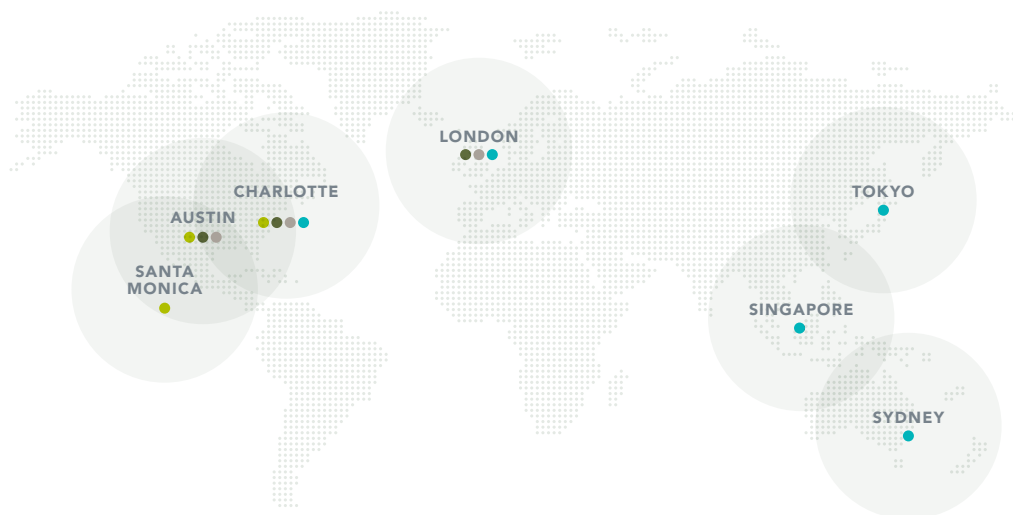 LONDON
CHARLOTTE
TOKYO
AUSTIN
SANTA
MONICA
SINGAPORE
SYDNEY